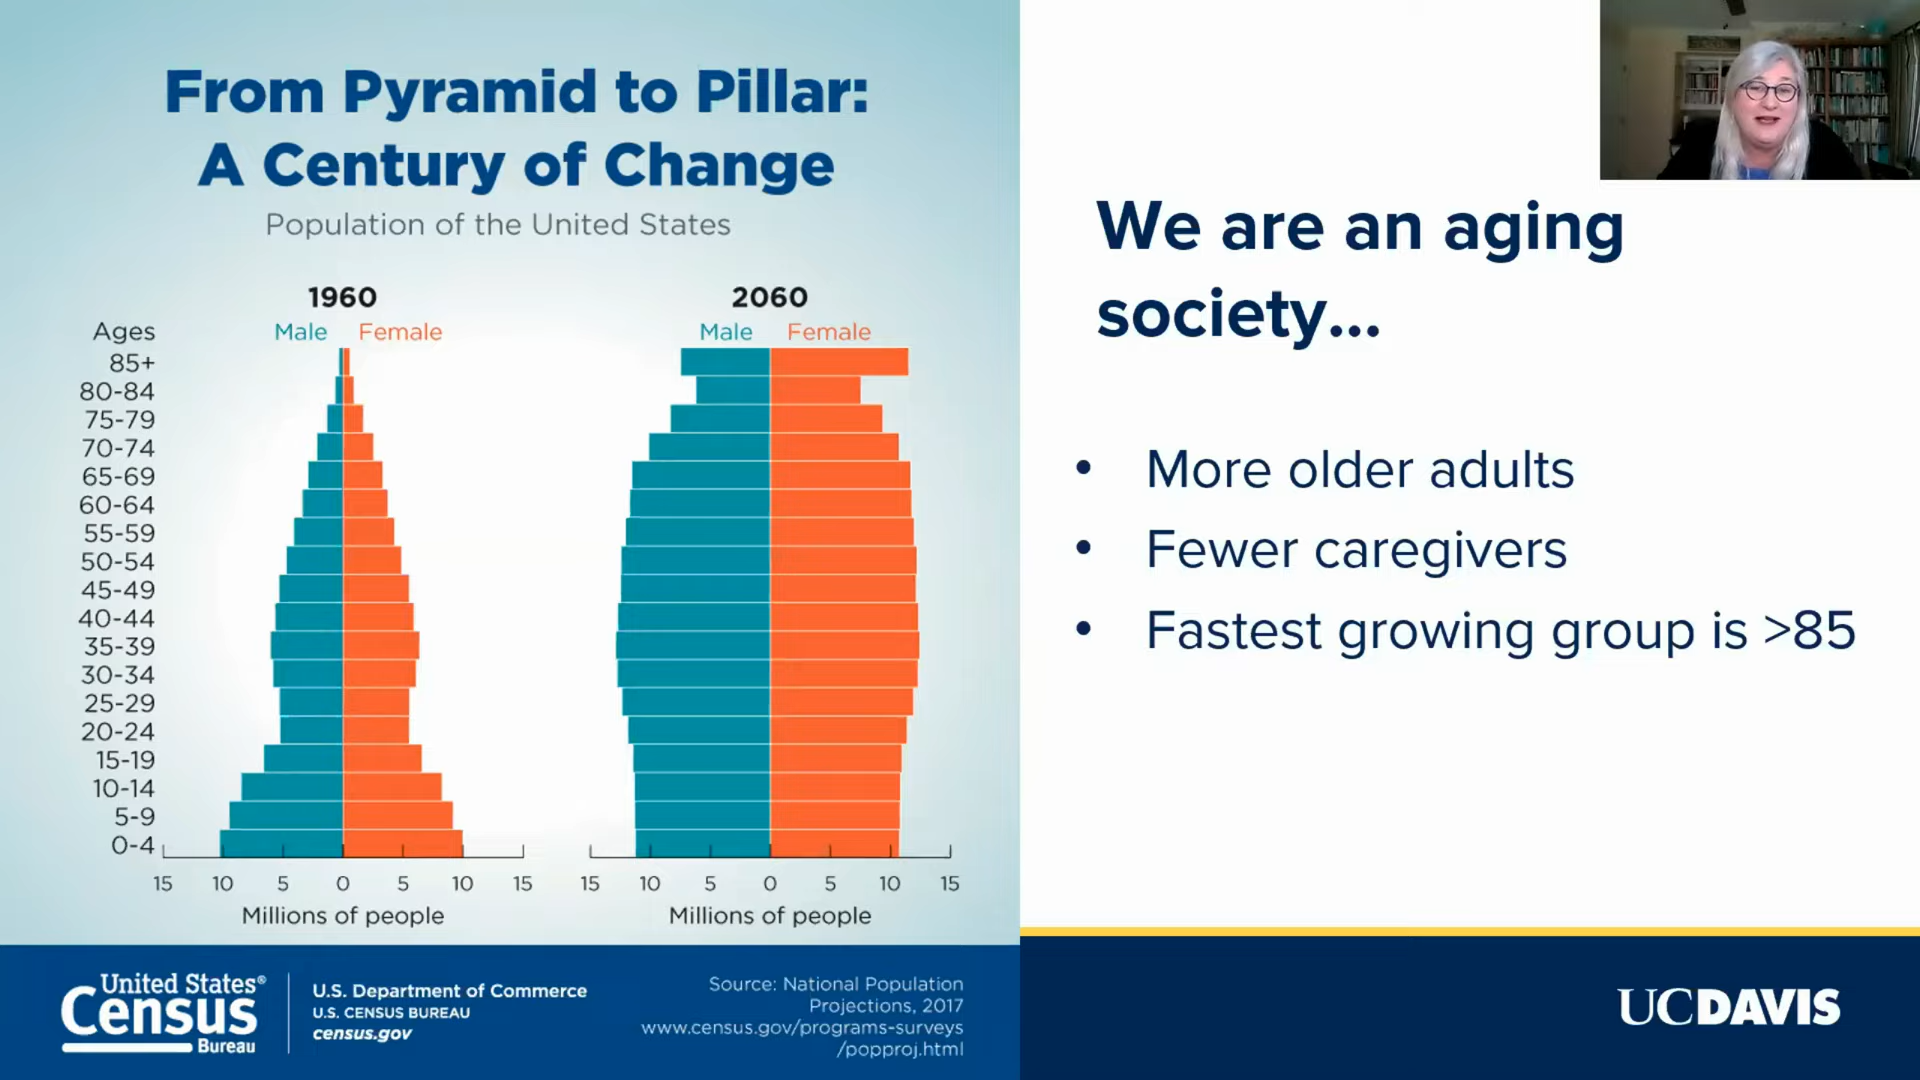 From Pyramid to Pillar:
A Century of Change
Population of the United States
1960
2060
Ages
Male Female
Male Female
85+
80-84
75-79
70-74
65-69
60-64
55-59
50-54
45-49
40-44
35-39
30-34
25-29
20-24
15-19
10-14
5-9
0-4
15 10 5 0 5 10 15
15 10 5 0 5 10 15
Millions of people
Millions of people
United States®
Census
Bureau
U.S. Department of Commerce
U.S. CENSUS BUREAU
census.gov
Source: National Population
Projections, 2017
www.census.gov/programs-surveys
/popproj.html
We are an aging
society...
• More older adults
• Fewer caregivers
• Fastest growing group is >85
UCDAVIS